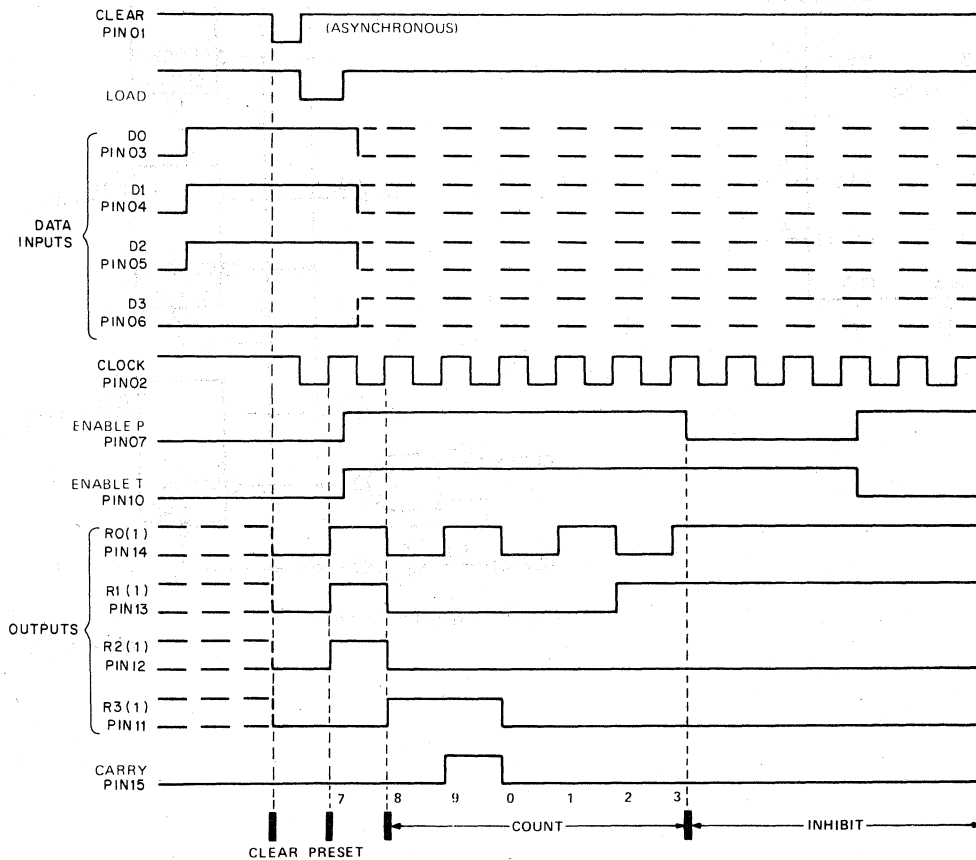 CLEAR
PIN 01
(ASYNCHRONOUS)
LOAD
DATA
INPUTS
D0
PIN 03
D1
PIN 04
D2
PIN 05
D3
PIN 06
CLOCK
PIN 02
ENABLE P
PIN 07
ENABLE T
PIN 10
OUTPUTS
R0(1)
PIN 14
R1(1)
PIN 13
R2(1)
PIN 12
R3(1)
PIN 11
CARRY
PIN 15
7 8 9 0 1 2 3
COUNT
INHIBIT
CLEAR PRESET